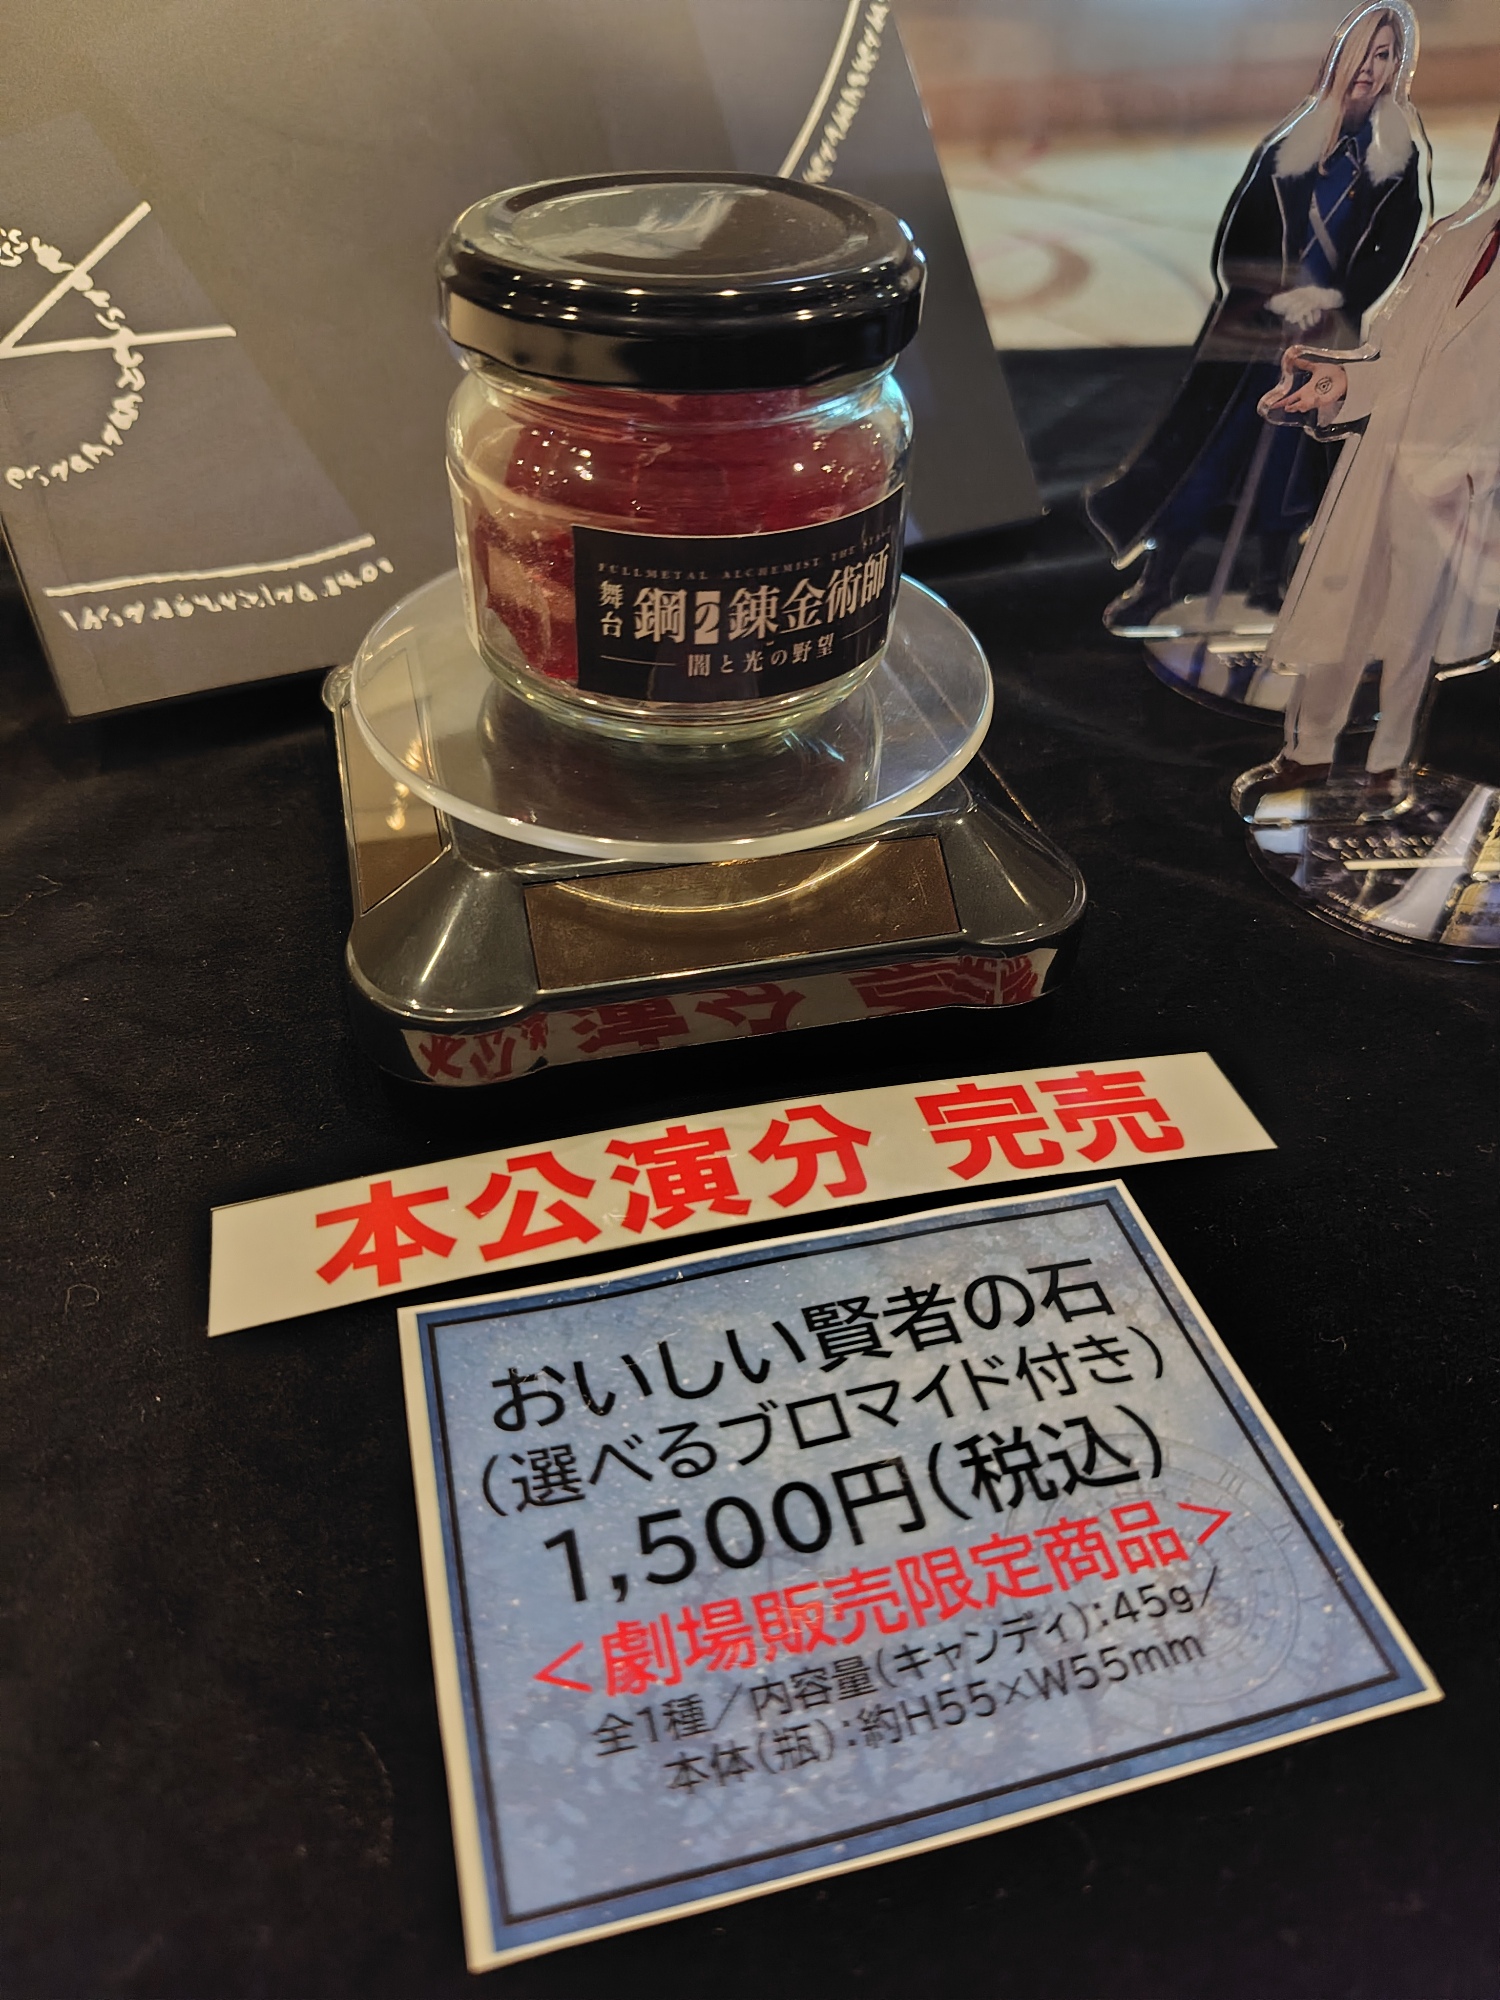 FULLMETAL ALCHEMIST THE STAGE
舞台 鋼の錬金術師
闇と光の野望
本公演分 完売
おいしい賢者の石
(選べるブロマイド付き)
1,500円(税込)
<劇場販売限定商品>
全1種／内容量(キャンディ):45g/
本体(瓶):約H55×W55mm